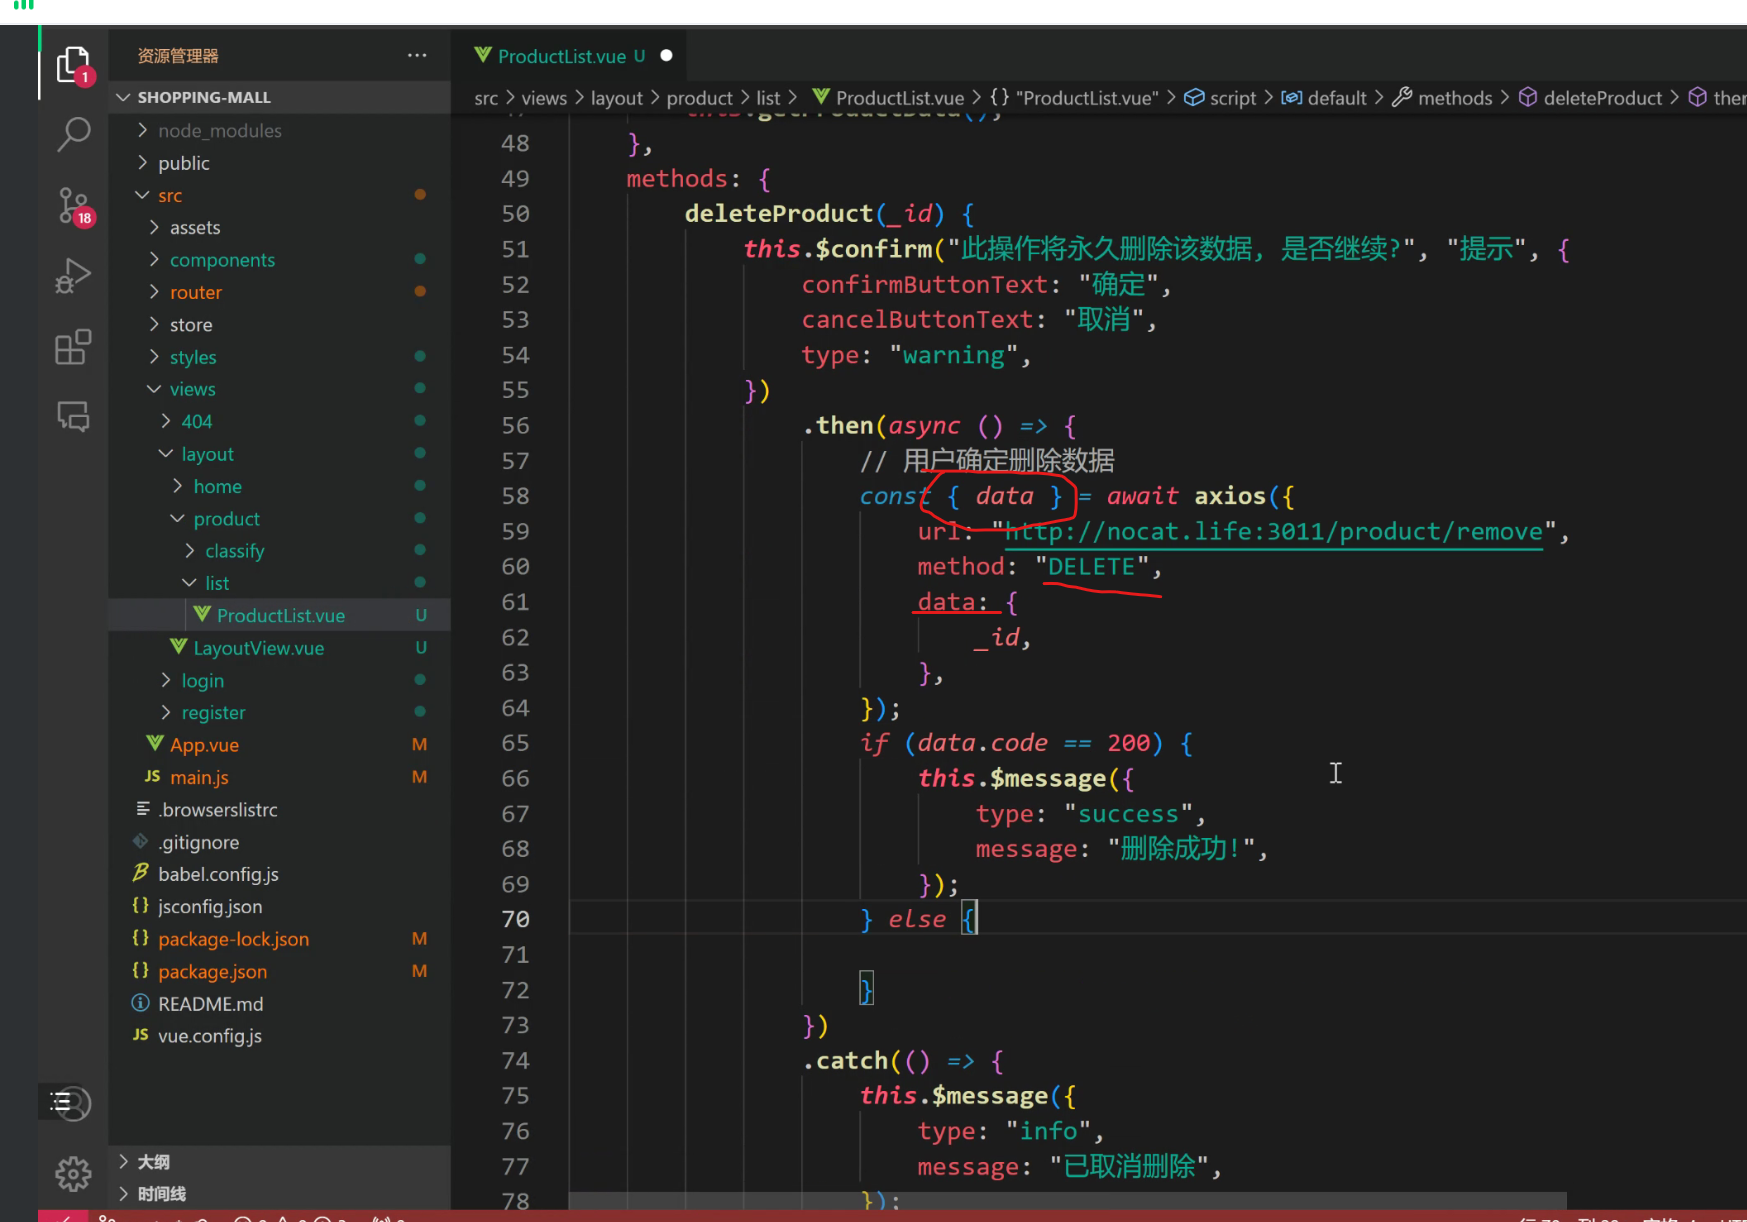 资源管理器
ProductList.vue U
1
SHOPPING-MALL
src > views > layout > product > list > ProductList.vue > {} "ProductList.vue" > script > default > methods > deleteProduct >
node_modules
public
src
assets
components
router
store
styles
views
404
layout
home
product
classify
list
ProductList.vue U
LayoutView.vue U
login
register
App.vue M
JS main.js M
.browserslistrc
.gitignore
babel.config.js
{} jsconfig.json
{} package-lock.json M
{} package.json M
README.md
JS vue.config.js
大纲
时间线
18
48 },
49 methods: {
50 deleteProduct(_id) {
51 this.$confirm("此操作将永久删除该数据, 是否继续?", "提示", {
52 confirmButtonText: "确定",
53 cancelButtonText: "取消",
54 type: "warning",
55 })
56 .then(async () => {
57 // 用户确定删除数据
58 const { data } = await axios({
59 url: "http://nocat.life:3011/product/remove",
60 method: "DELETE",
61 data: {
62 _id,
63 },
64 });
65 if (data.code == 200) {
66 this.$message({
67 type: "success",
68 message: "删除成功!",
69 });
70 } else {
71
72 }
73 })
74 .catch(() => {
75 this.$message({
76 type: "info",
77 message: "已取消删除",
78 });